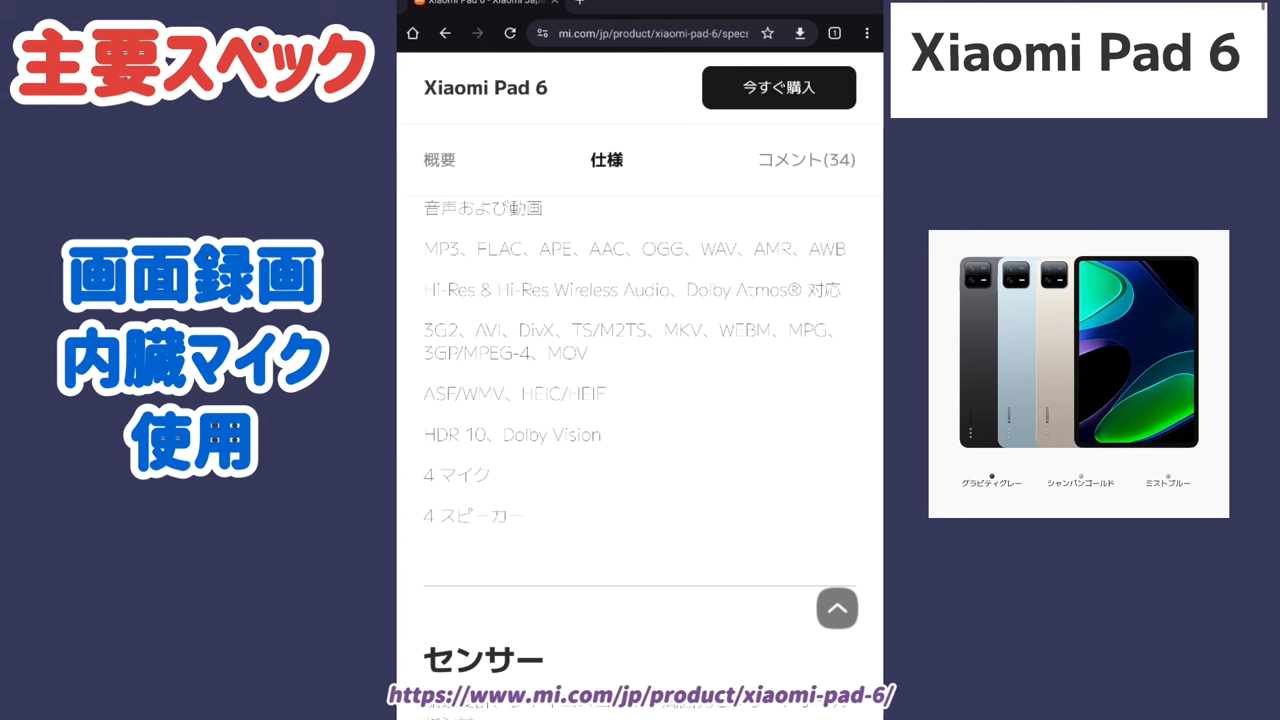 主要スペック
画面録画
内臓マイク
使用
Xiaomi Pad 6 - Xiaomi Japa
mi.com/jp/product/xiaomi-pad-6/specs
1
Xiaomi Pad 6
今すぐ購入
概要
仕様
コメント(34)
音声および動画
MP3、FLAC、APE、AAC、OGG、WAV、AMR、AWB
Hi-Res & Hi-Res Wireless Audio、Dolby Atmos® 対応
3G2、AVI、DivX、TS/M2TS、MKV、WEBM、MPG、
3GP/MPEG-4、MOV
ASF/WMV、HEIC/HEIF
HDR 10、Dolby Vision
4 マイク
4 スピーカー
センサー
https://www.mi.com/jp/product/xiaomi-pad-6/
Xiaomi Pad 6
グラビティグレー
シャンパンゴールド
ミストブルー